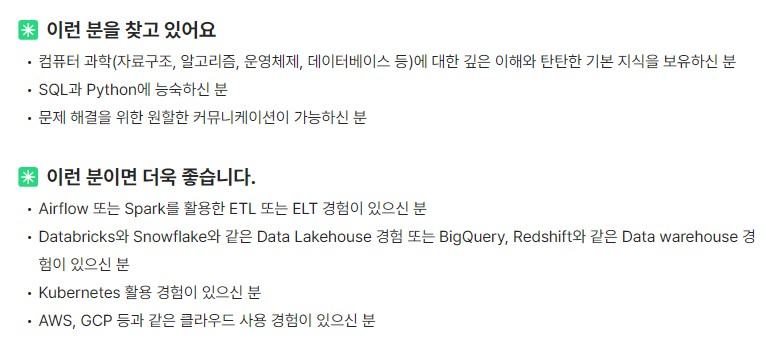 이런 분을 찾고 있어요
• 컴퓨터 과학(자료구조, 알고리즘, 운영체제, 데이터베이스 등)에 대한 깊은 이해와 탄탄한 기본 지식을 보유하신 분
• SQL과 Python에 능숙하신 분
• 문제 해결을 위한 원할한 커뮤니케이션이 가능하신 분
이런 분이면 더욱 좋습니다.
• Airflow 또는 Spark를 활용한 ETL 또는 ELT 경험이 있으신 분
• Databricks와 Snowflake와 같은 Data Lakehouse 경험 또는 BigQuery, Redshift와 같은 Data warehouse 경
험이 있으신 분
• Kubernetes 활용 경험이 있으신 분
• AWS, GCP 등과 같은 클라우드 사용 경험이 있으신 분